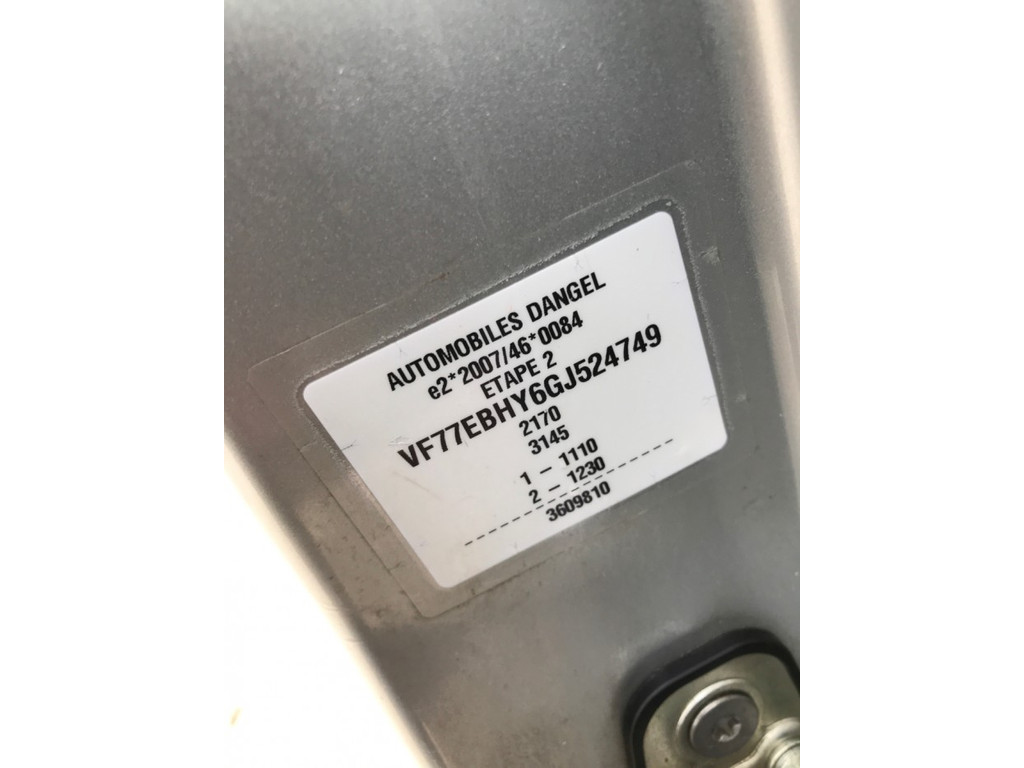 AUTOMOBILES DANGEL
e2*2007/46*0084
ETAPE 2
VF77EBHY6GJ524749
2170
3145
1 - 1110
2 - 1230
3609810